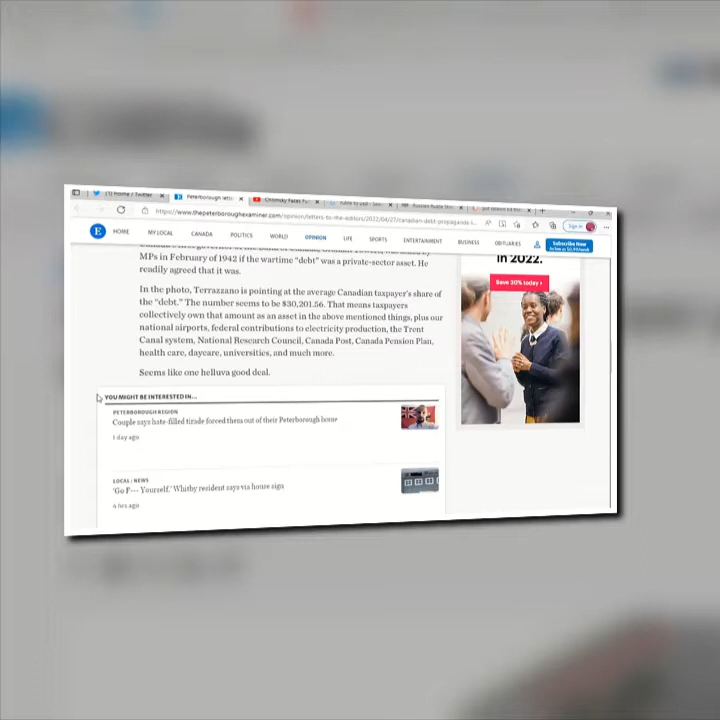 (1) Home / Twitter
Peterborough lette
Chomsky Faces Fu
https://www.thepeterboroughexaminer.com/opinion/letters-to-the-editors/2022/04/27/canadian-debt-propaganda-i...
Sign in
E HOME MY LOCAL CANADA POLITICS WORLD OPINION LIFE SPORTS ENTERTAINMENT BUSINESS OBITUARIES
Subscribe Now
MPs in February of 1942 if the wartime "debt" was a private-sector asset. He
readily agreed that it was.
In the photo, Terrazzano is pointing at the average Canadian taxpayer's share of
the "debt." The number seems to be $30,201.56. That means taxpayers
collectively own that amount as an asset in the above mentioned things, plus our
national airports, federal contributions to electricity production, the Trent
Canal system, National Research Council, Canada Post, Canada Pension Plan,
health care, daycare, universities, and much more.
Seems like one helluva good deal.
in 2022.
Save 30% today ›
YOU MIGHT BE INTERESTED IN...
PETERBOROUGH REGION
Couple says hate-filled tirade forced them out of their Peterborough home
1 day ago
LOCAL - NEWS
'Go F--- Yourself,' Whitby resident says via house sign
4 hrs ago